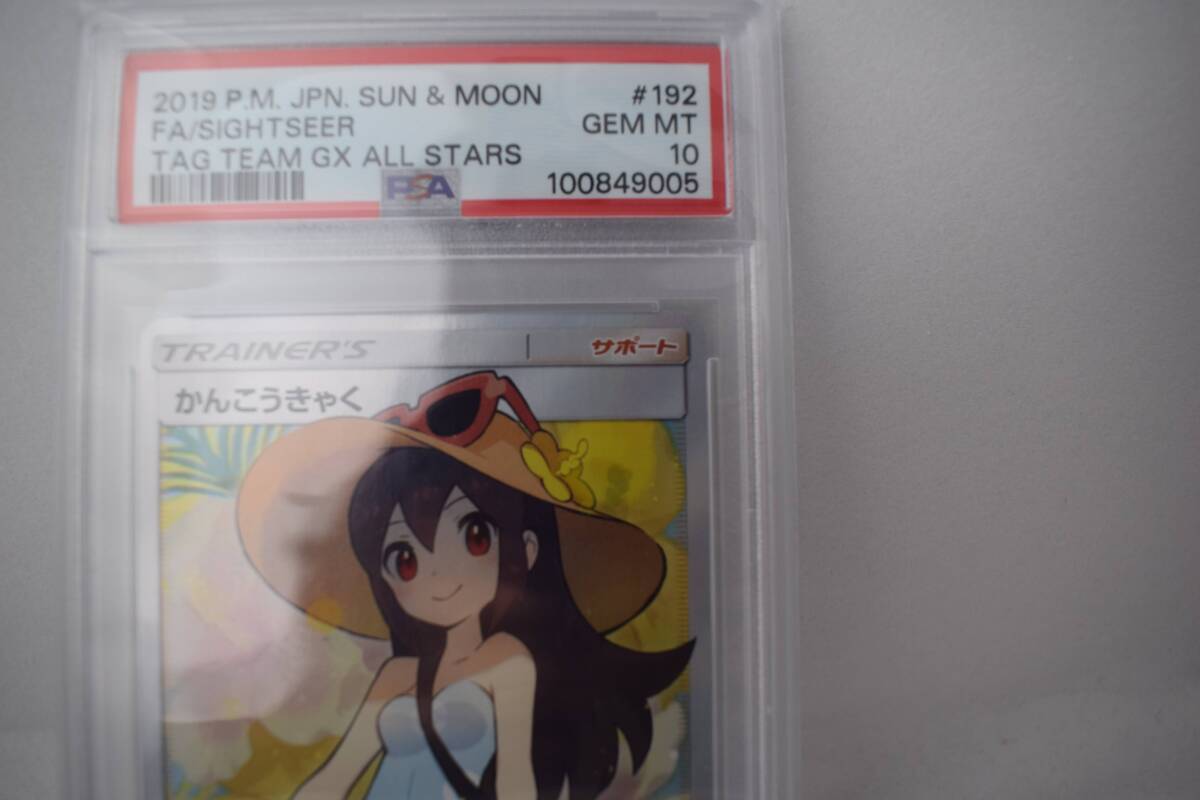 2019 P.M. JPN. SUN & MOON #192
FA/SIGHTSEER GEM MT
TAG TEAM GX ALL STARS 10
PSA 100849005
TRAINER'S サポート
かんこうきゃく